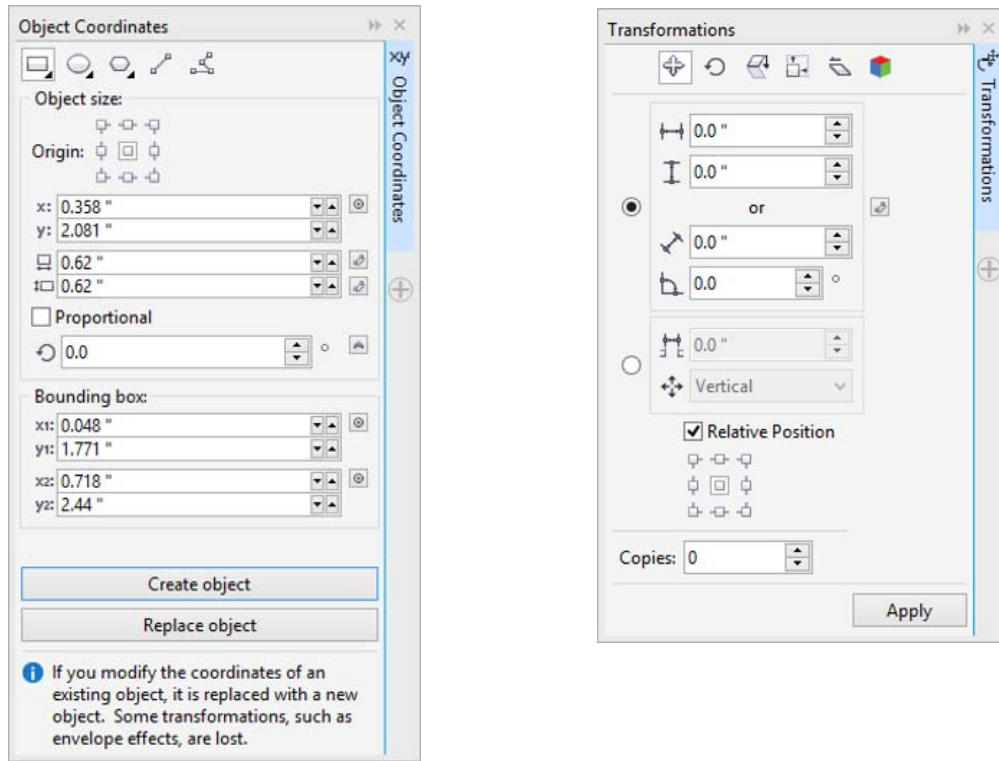 Object Coordinates
Object Coordinates
Object size:
Origin:
x: 0.358 "
y: 2.081 "
0.62 "
0.62 "
Proportional
0.0 °
Bounding box:
x1: 0.048 "
y1: 1.771 "
x2: 0.718 "
y2: 2.44 "
Create object
Replace object
If you modify the coordinates of an
existing object, it is replaced with a new
object. Some transformations, such as
envelope effects, are lost.
Transformations
Transformations
0.0 "
0.0 "
or
0.0 "
0.0 °
0.0 "
Vertical
Relative Position
Copies: 0
Apply